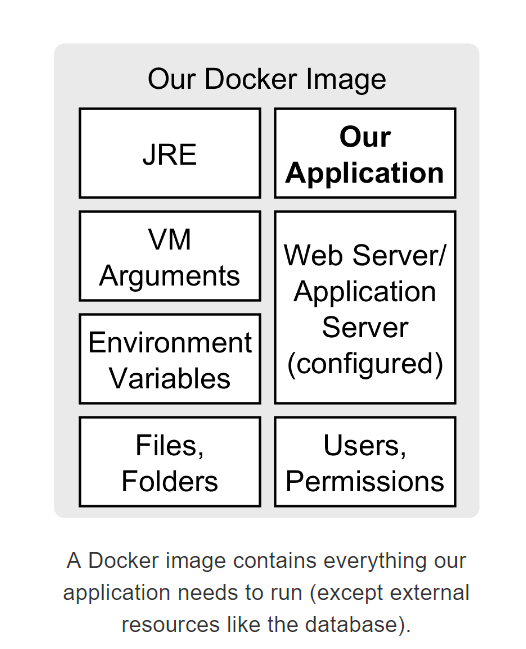 Our Docker Image
JRE
Our
Application
VM
Arguments
Web Server/
Application
Server
(configured)
Environment
Variables
Files,
Folders
Users,
Permissions
A Docker image contains everything our
application needs to run (except external
resources like the database).